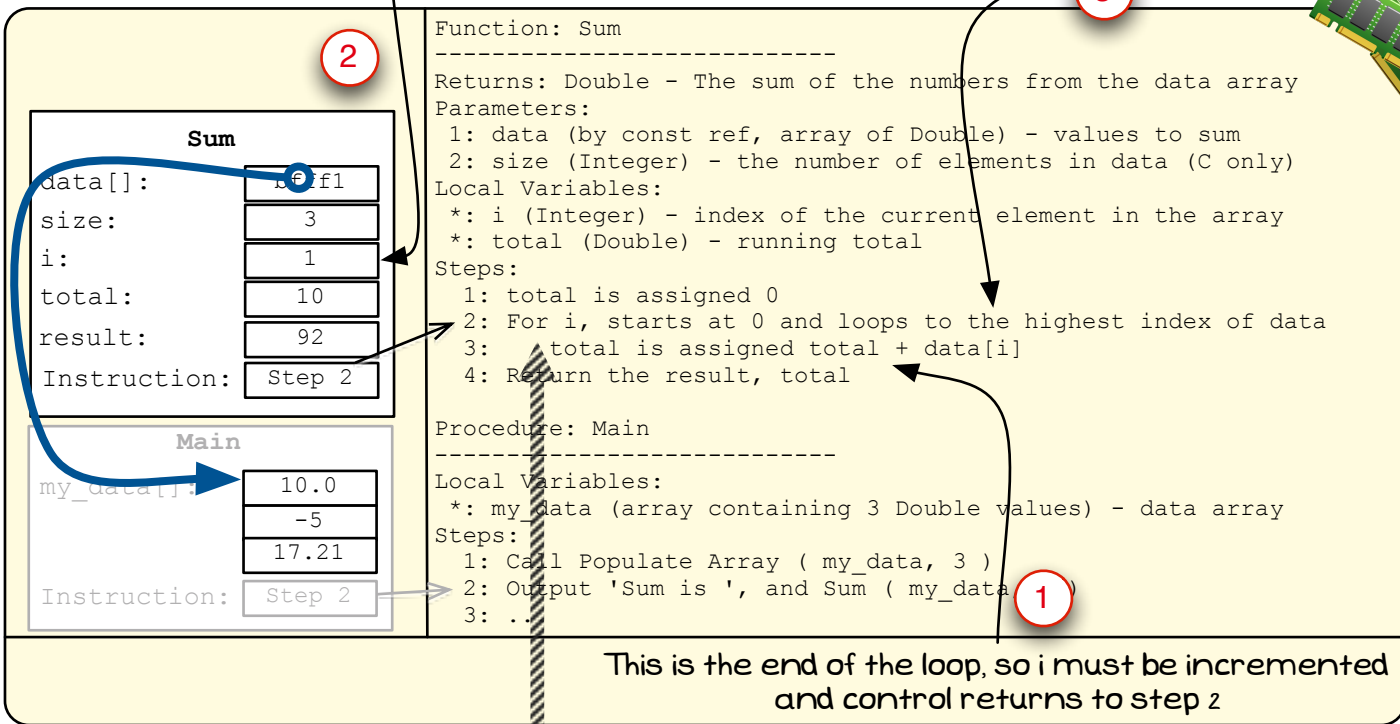 2
Sum
data[]: bfff1
size: 3
i: 1
total: 10
result: 92
Instruction: Step 2
Main
my_data[]: 10.0
-5
17.21
Instruction: Step 2
Function: Sum
----------------------------
Returns: Double - The sum of the numbers from the data array
Parameters:
1: data (by const ref, array of Double) - values to sum
2: size (Integer) - the number of elements in data (C only)
Local Variables:
*: i (Integer) - index of the current element in the array
*: total (Double) - running total
Steps:
1: total is assigned 0
2: For i, starts at 0 and loops to the highest index of data
3: total is assigned total + data[i]
4: Return the result, total
Procedure: Main
----------------------------
Local Variables:
*: my_data (array containing 3 Double values) - data array
Steps:
1: Call Populate Array ( my_data, 3 )
2: Output 'Sum is ', and Sum ( my_data, )
3: ..
1
This is the end of the loop, so i must be incremented
and control returns to step 2